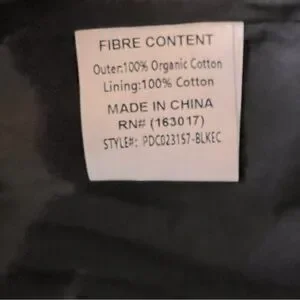 FIBRE CONTENT
Outer:100% Organic Cotton
Lining:100% Cotton
MADE IN CHINA
RN# (163017)
STYLE#: PDC023157-BLKEC